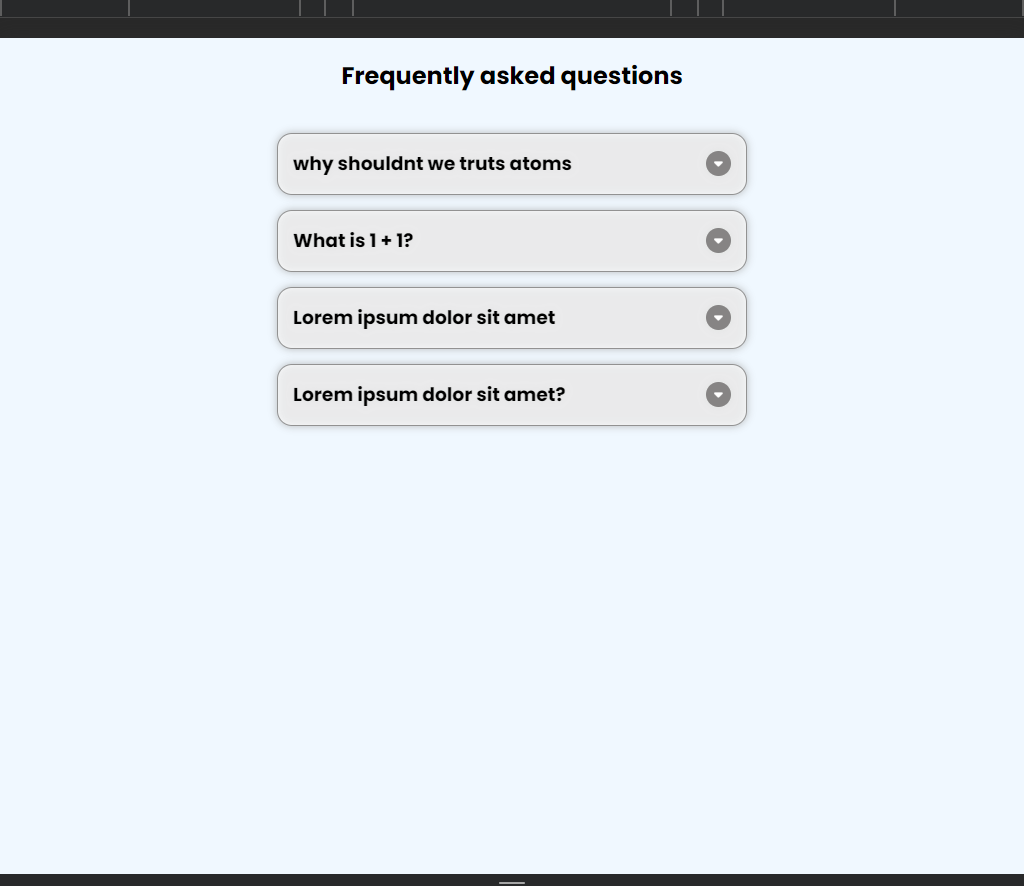 Frequently asked questions
why shouldnt we truts atoms
What is 1 + 1?
Lorem ipsum dolor sit amet
Lorem ipsum dolor sit amet?